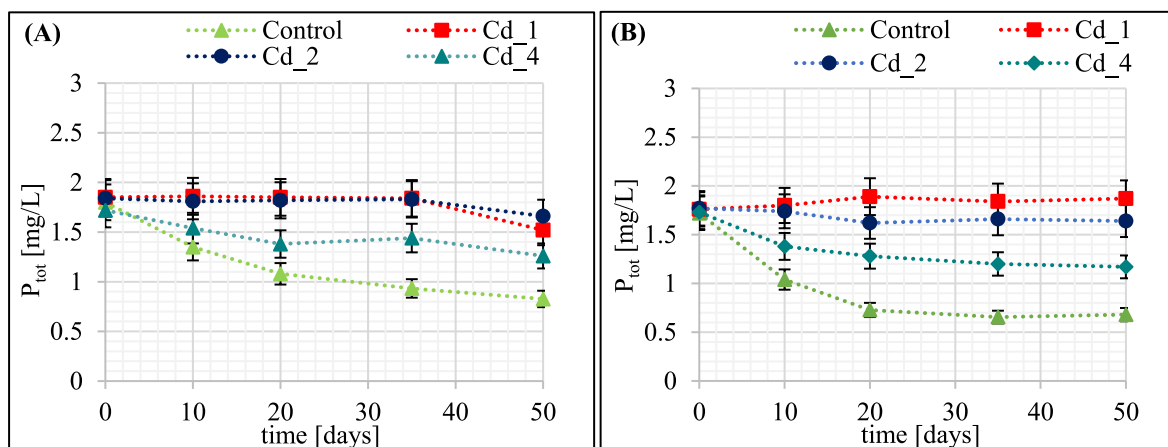 (A)
Control
Cd_1
Cd_2
Cd_4
3
2.5
2
1.5
1
0.5
0
P_tot [mg/L]
0 10 20 30 40 50
time [days]
(B)
Control
Cd_1
Cd_2
Cd_4
3
2.5
2
1.5
1
0.5
0
P_tot [mg/L]
0 10 20 30 40 50
time [days]